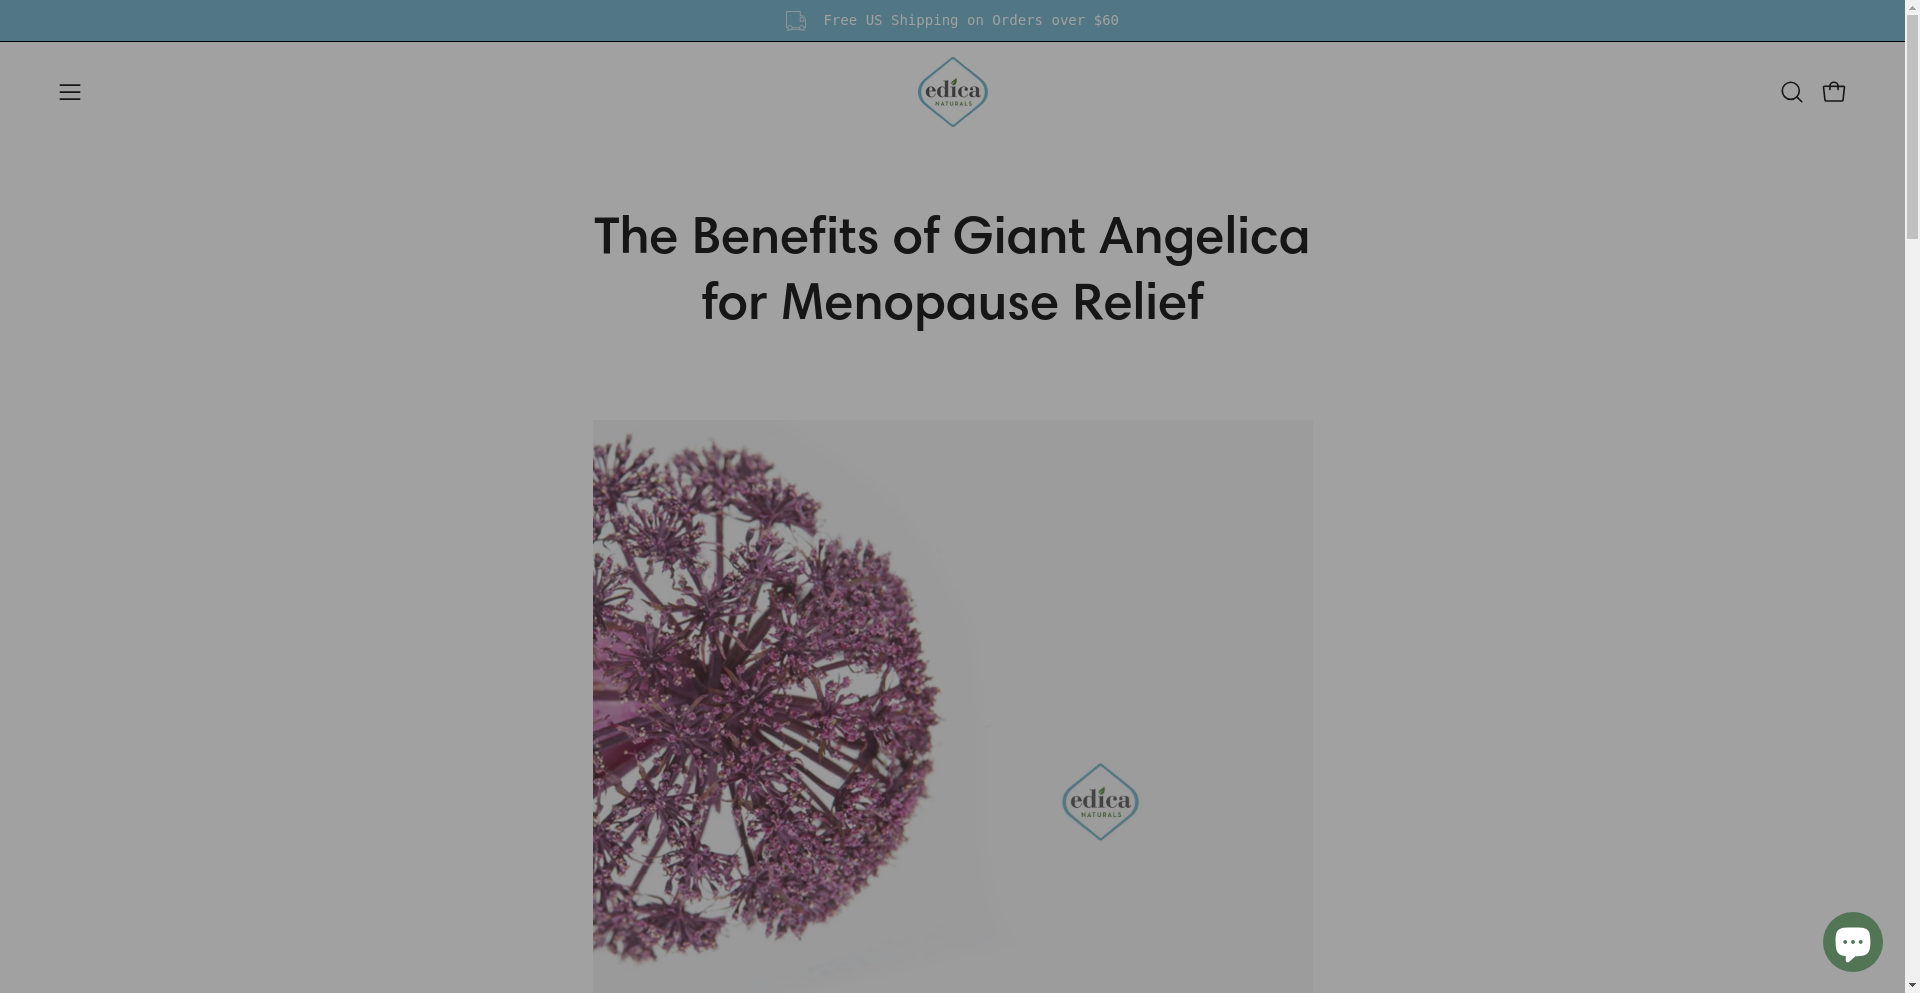 Free US Shipping on Orders over $60
edica
NATURALS
The Benefits of Giant Angelica
for Menopause Relief
edica
NATURALS